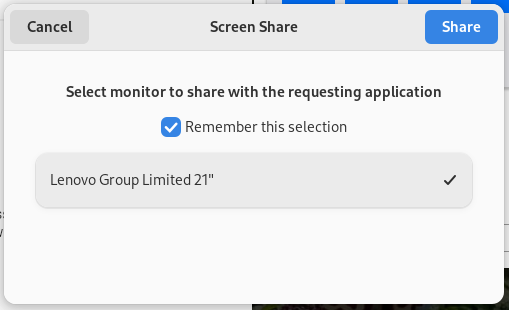 Cancel
Screen Share
Share
Select monitor to share with the requesting application
Remember this selection
Lenovo Group Limited 21"